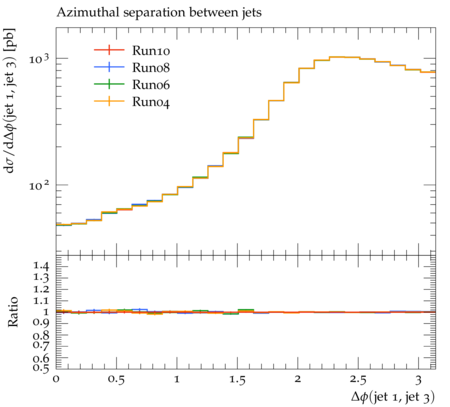 Azimuthal separation between jets
dσ/dΔϕ(jet 1, jet 3) [pb]
Run10
Run08
Run06
Run04
10³
10²
Ratio
1.4
1.3
1.2
1.1
1
0.9
0.8
0.7
0.6
0.5
0 0.5 1 1.5 2 2.5 3
Δϕ(jet 1, jet 3)